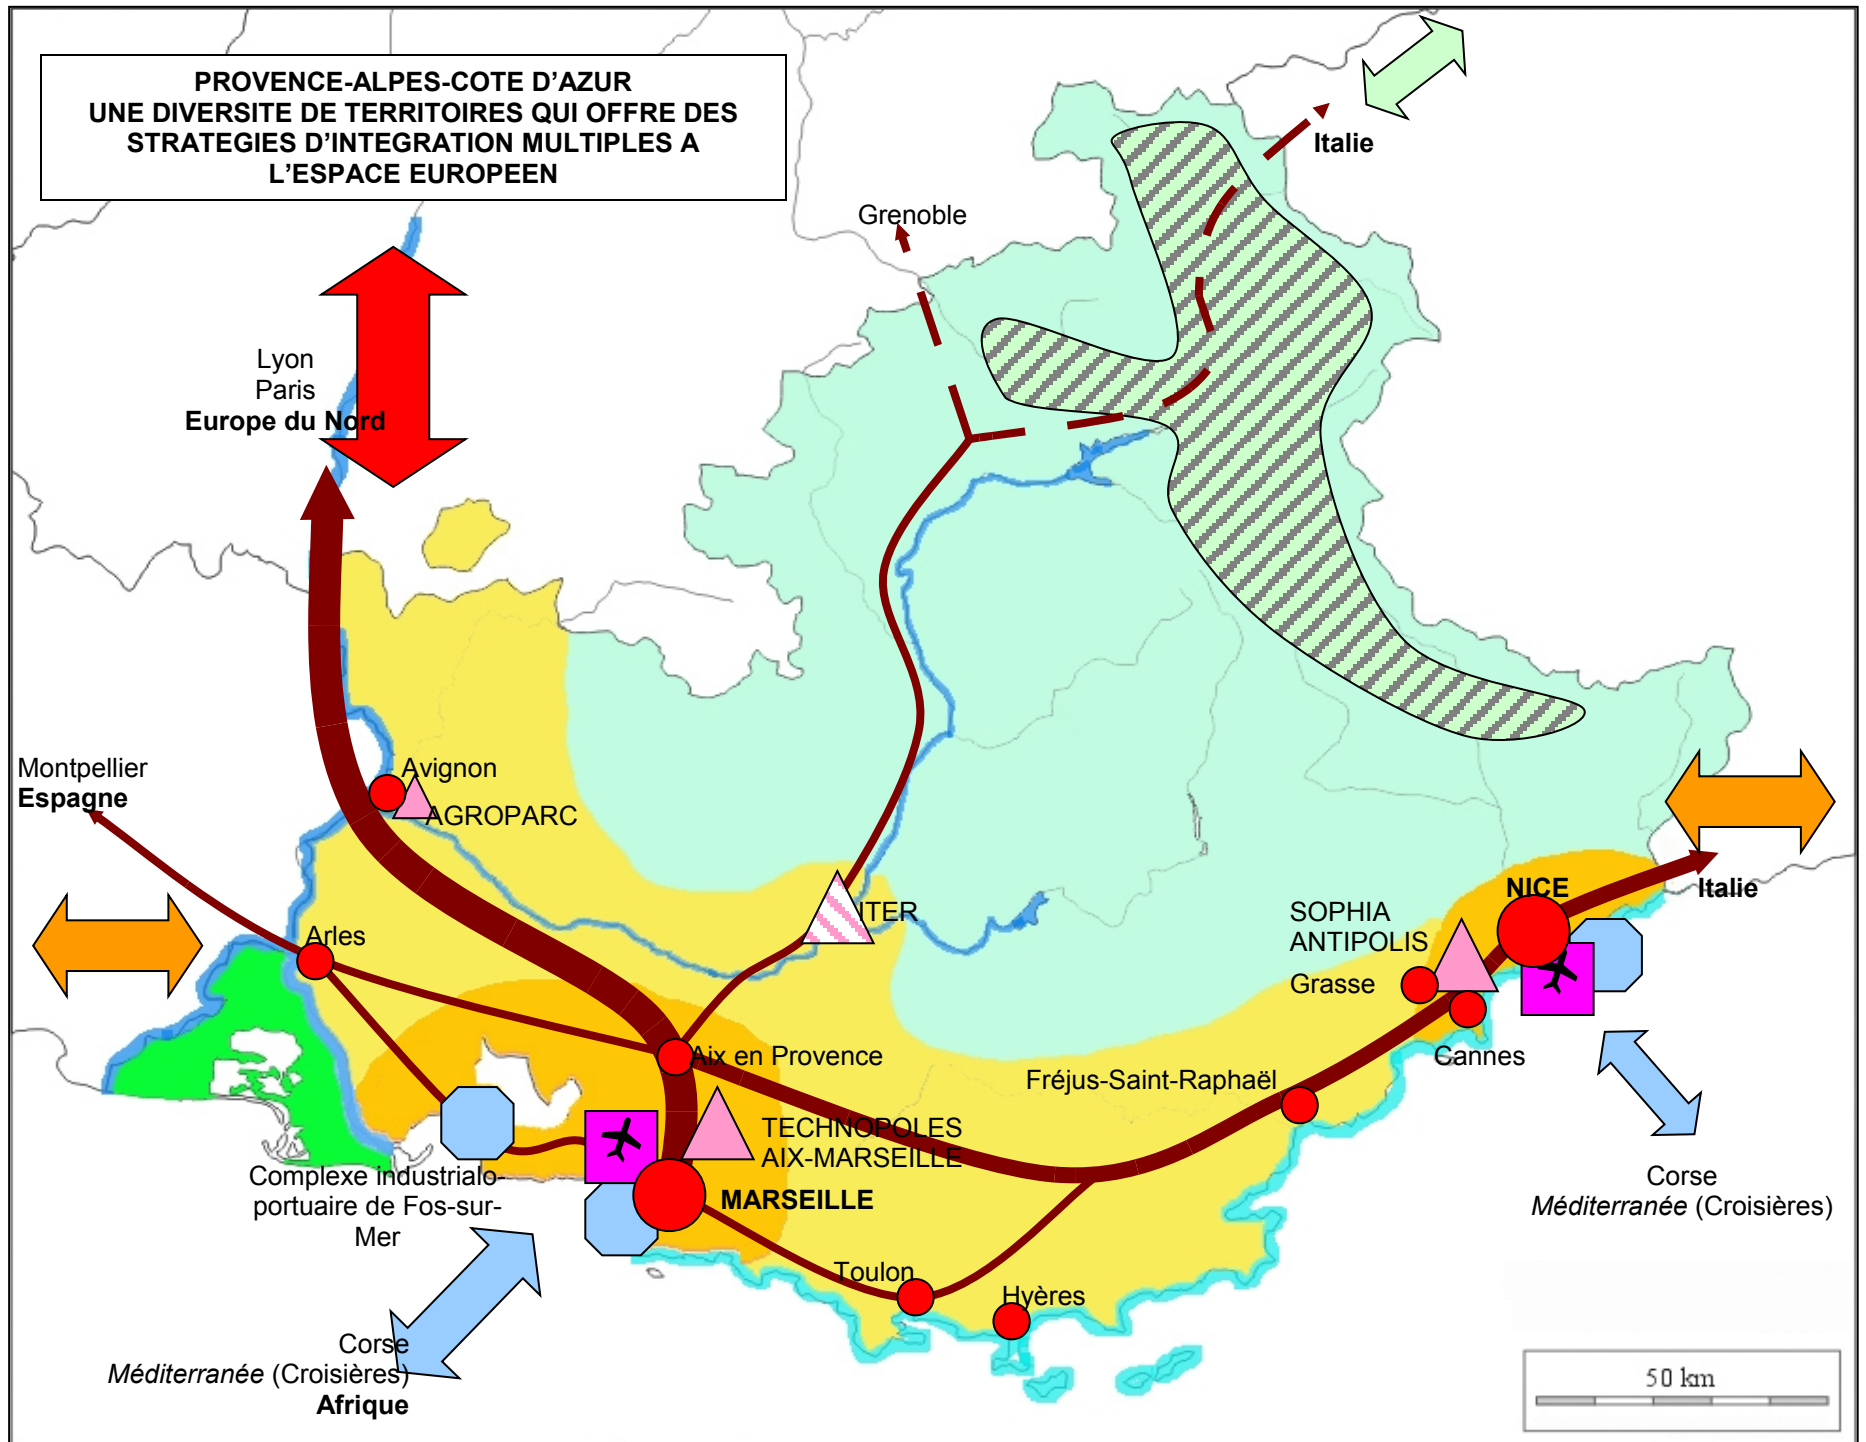 PROVENCE-ALPES-COTE D'AZUR
UNE DIVERSITE DE TERRITOIRES QUI OFFRE DES
STRATEGIES D'INTEGRATION MULTIPLES A
L'ESPACE EUROPEEN
Italie
Grenoble
Lyon
Paris
Europe du Nord
Montpellier
Espagne
Avignon
AGROPARC
ITER
Arles
NICE
Italie
SOPHIA
ANTIPOLIS
Grasse
Cannes
Aix en Provence
Fréjus-Saint-Raphaël
TECHNOPOLES
AIX-MARSEILLE
MARSEILLE
Complexe industrialo-
portuaire de Fos-sur-
Mer
Corse
Méditerranée (Croisières)
Toulon
Hyères
Corse
Méditerranée (Croisières)
Afrique
50 km